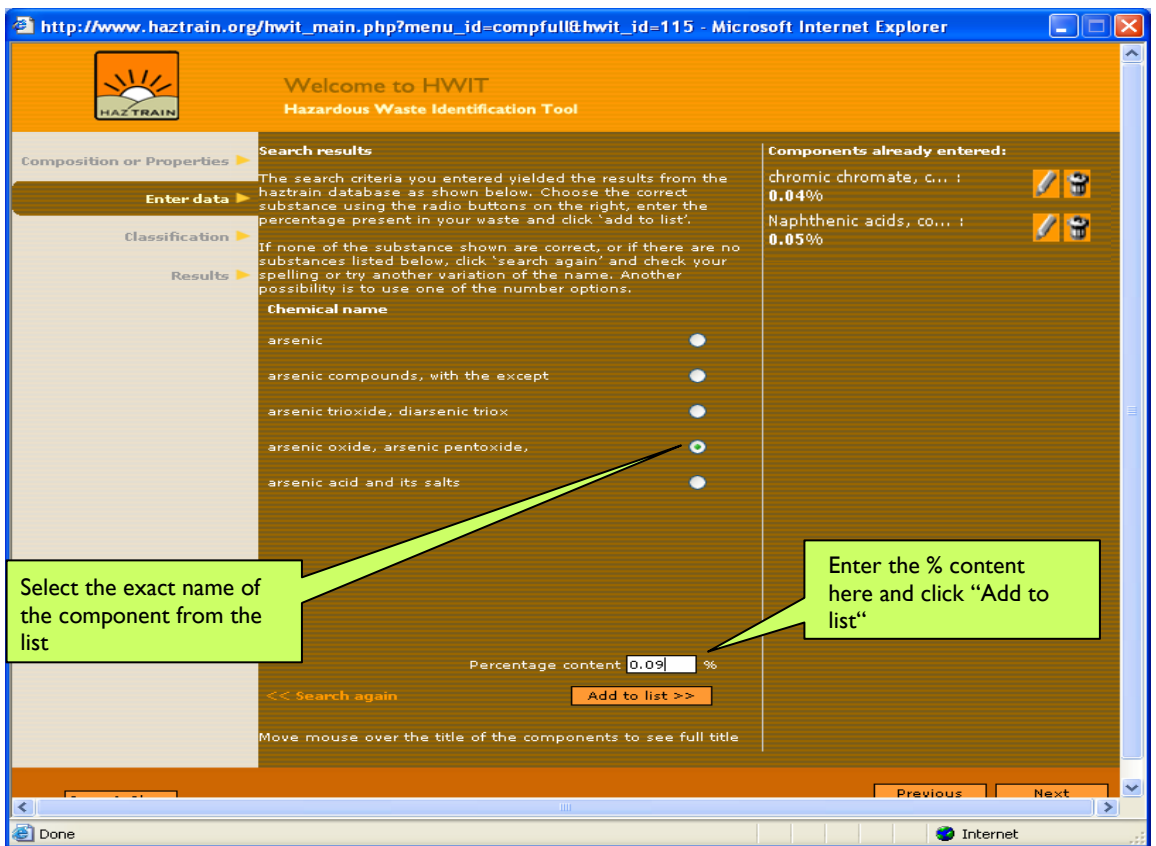 http://www.haztrain.org/hwit_main.php?menu_id=compfull&hwit_id=115 - Microsoft Internet Explorer
HAZ TRAIN
Welcome to HWIT
Hazardous Waste Identification Tool
Composition or Properties
Enter data
Classification
Results
Search results
The search criteria you entered yielded the results from the
haztrain database as shown below. Choose the correct
substance using the radio buttons on the right, enter the
percentage present in your waste and click 'add to list'.
If none of the substance shown are correct, or if there are no
substances listed below, click 'search again' and check your
spelling or try another variation of the name. Another
possibility is to use one of the number options.
Chemical name
arsenic
arsenic compounds, with the except
arsenic trioxide, diarsenic triox
arsenic oxide, arsenic pentoxide,
arsenic acid and its salts
Components already entered:
chromic chromate, c... :
0.04%
Naphthenic acids, co... :
0.05%
Select the exact name of
the component from the
list
Enter the % content
here and click “Add to
list“
Percentage content 0.09 %
<< Search again
Add to list >>
Move mouse over the title of the components to see full title
Previous
Next
Done
Internet